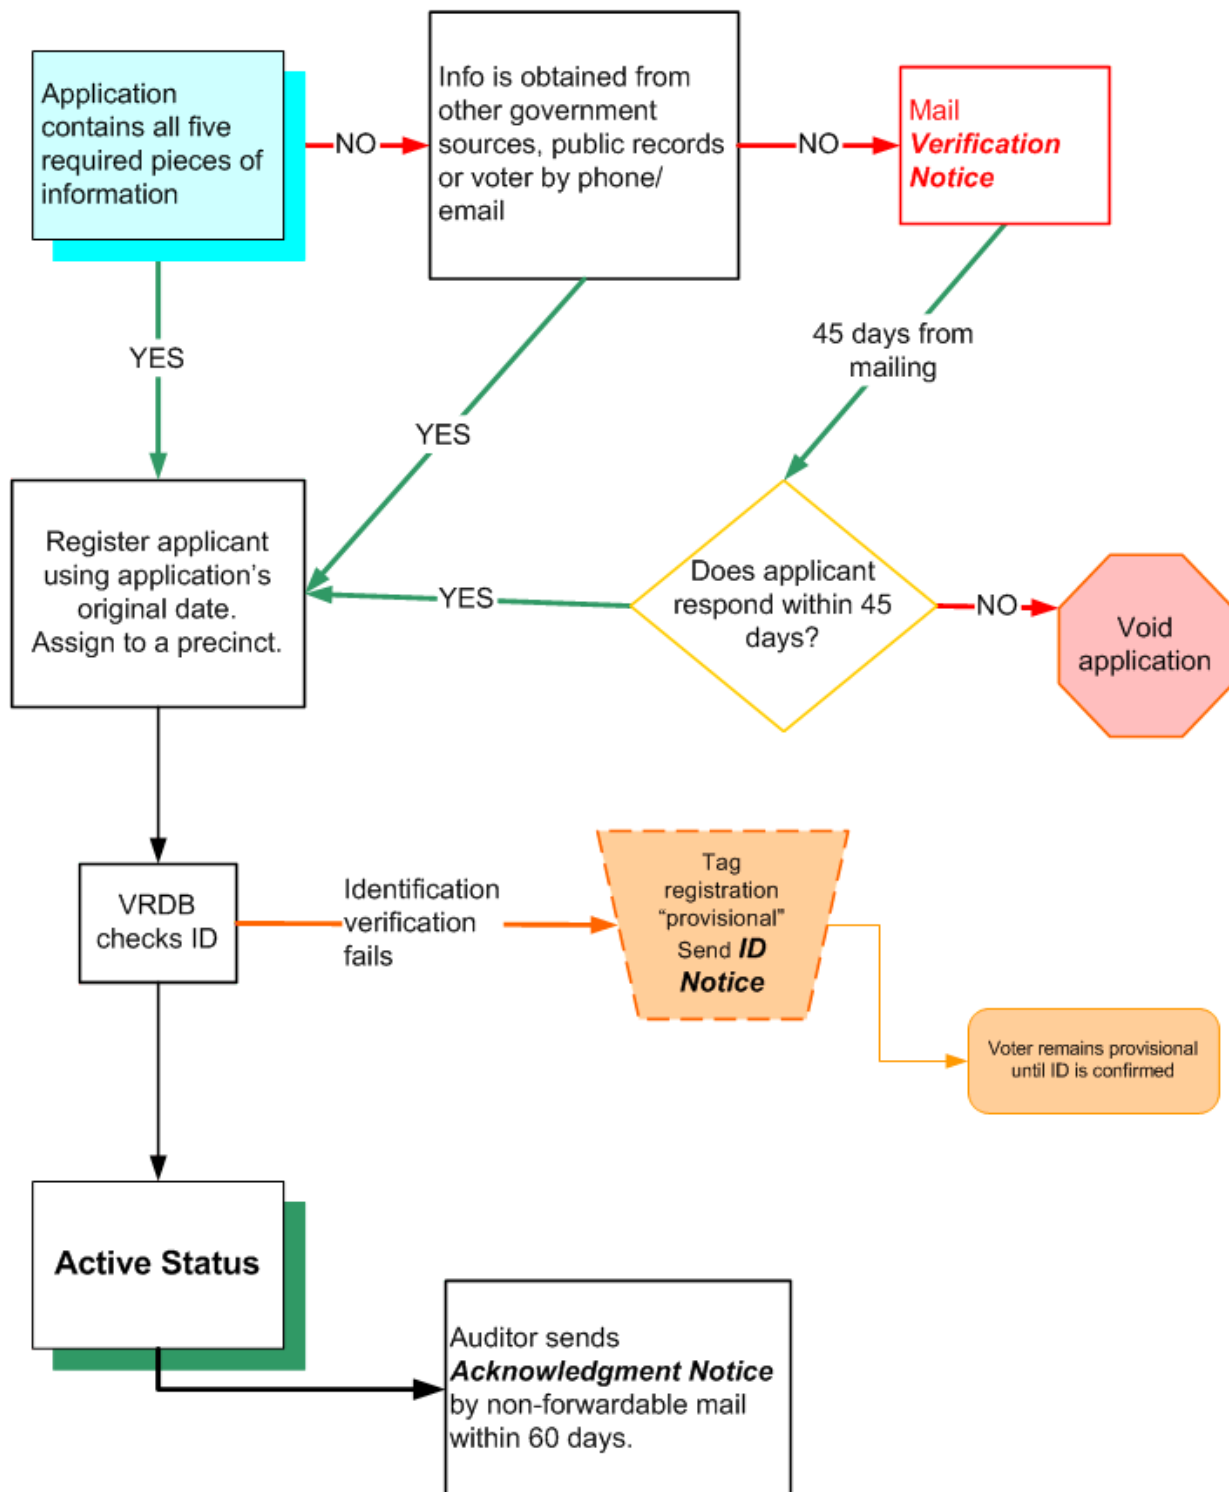 Application
contains all five
required pieces of
information
NO
Info is obtained from
other government
sources, public records
or voter by phone/
email
NO
Mail
Verification
Notice
YES
YES
45 days from
mailing
Register applicant
using application's
original date.
Assign to a precinct.
YES
Does applicant
respond within 45
days?
NO
Void
application
VRDB
checks ID
Identification
verification
fails
Tag
registration
“provisional”
Send ID
Notice
Voter remains provisional
until ID is confirmed
Active Status
Auditor sends
Acknowledgment Notice
by non-forwardable mail
within 60 days.